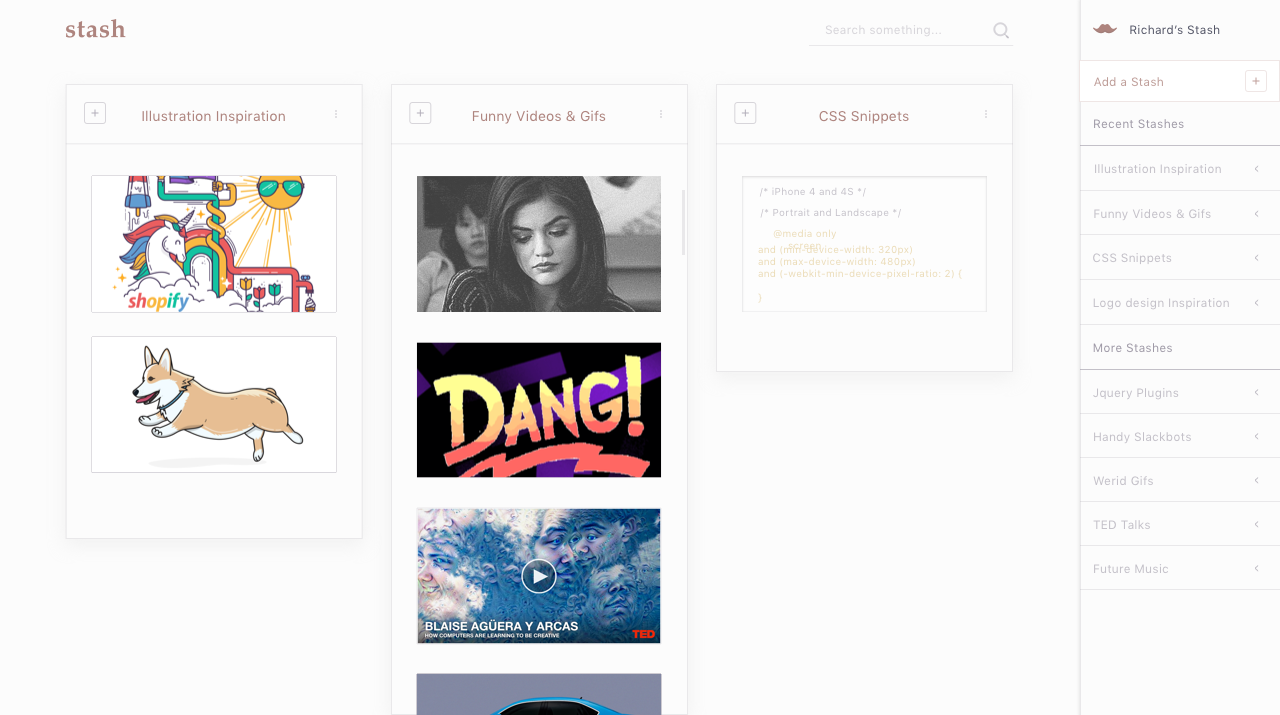 stash
Search something...
Richard's Stash
Add a Stash
Recent Stashes
Illustration Inspiration
Funny Videos & Gifs
CSS Snippets
Logo design Inspiration
More Stashes
Jquery Plugins
Handy Slackbots
Werid Gifs
TED Talks
Future Music
Illustration Inspiration
shopify
Funny Videos & Gifs
DANG!
BLAISE AGÜERA Y ARCAS
HOW COMPUTERS ARE LEARNING TO BE CREATIVE
TED
CSS Snippets
/* iPhone 4 and 4S */
/* Portrait and Landscape */
@media only
screen
and (min-device-width: 320px)
and (max-device-width: 480px)
and (-webkit-min-device-pixel-ratio: 2) {
}